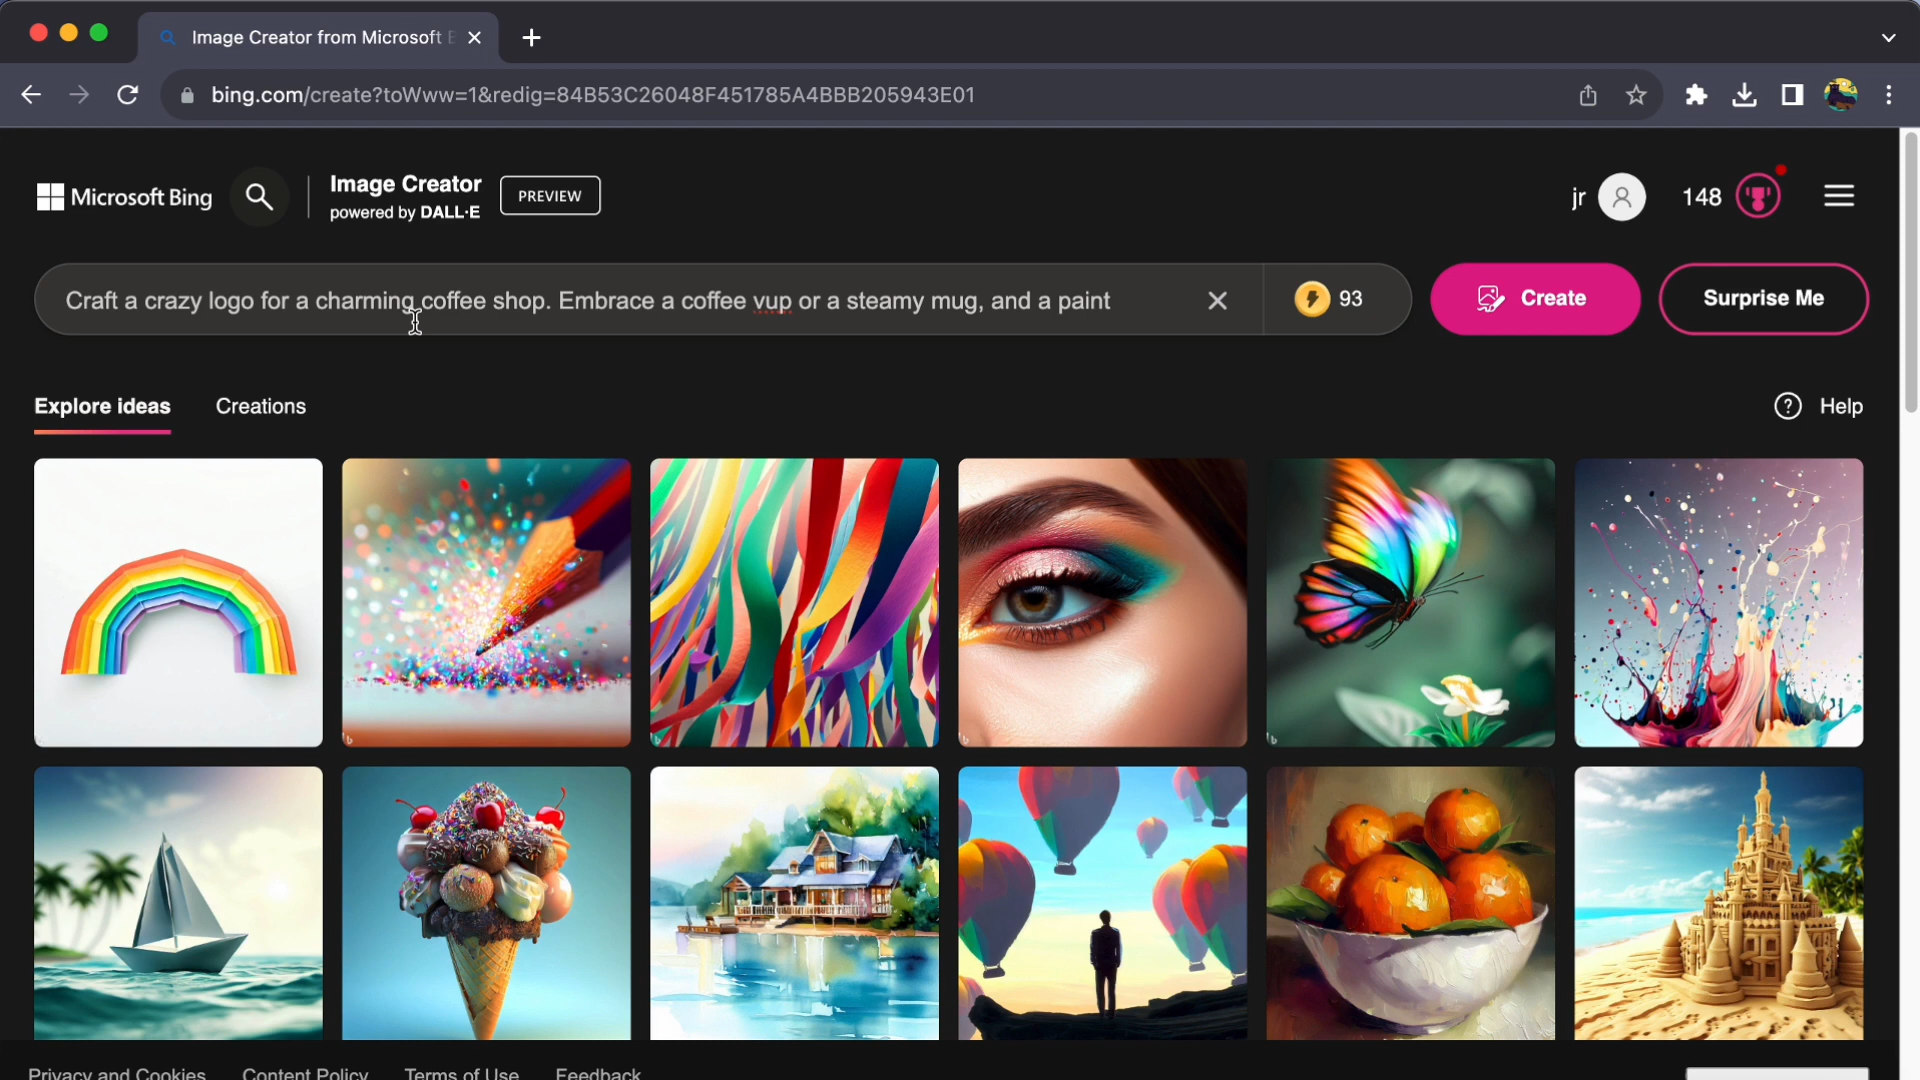 Image Creator from Microsoft B
bing.com/create?toWww=1&redig=84B53C26048F451785A4BBB205943E01
Microsoft Bing
Image Creator
powered by DALL·E
PREVIEW
jr
148
Craft a crazy logo for a charming coffee shop. Embrace a coffee vup or a steamy mug, and a paint
93
Create
Surprise Me
Explore ideas
Creations
Help
Privacy and Cookies
Content Policy
Terms of Use
Feedback